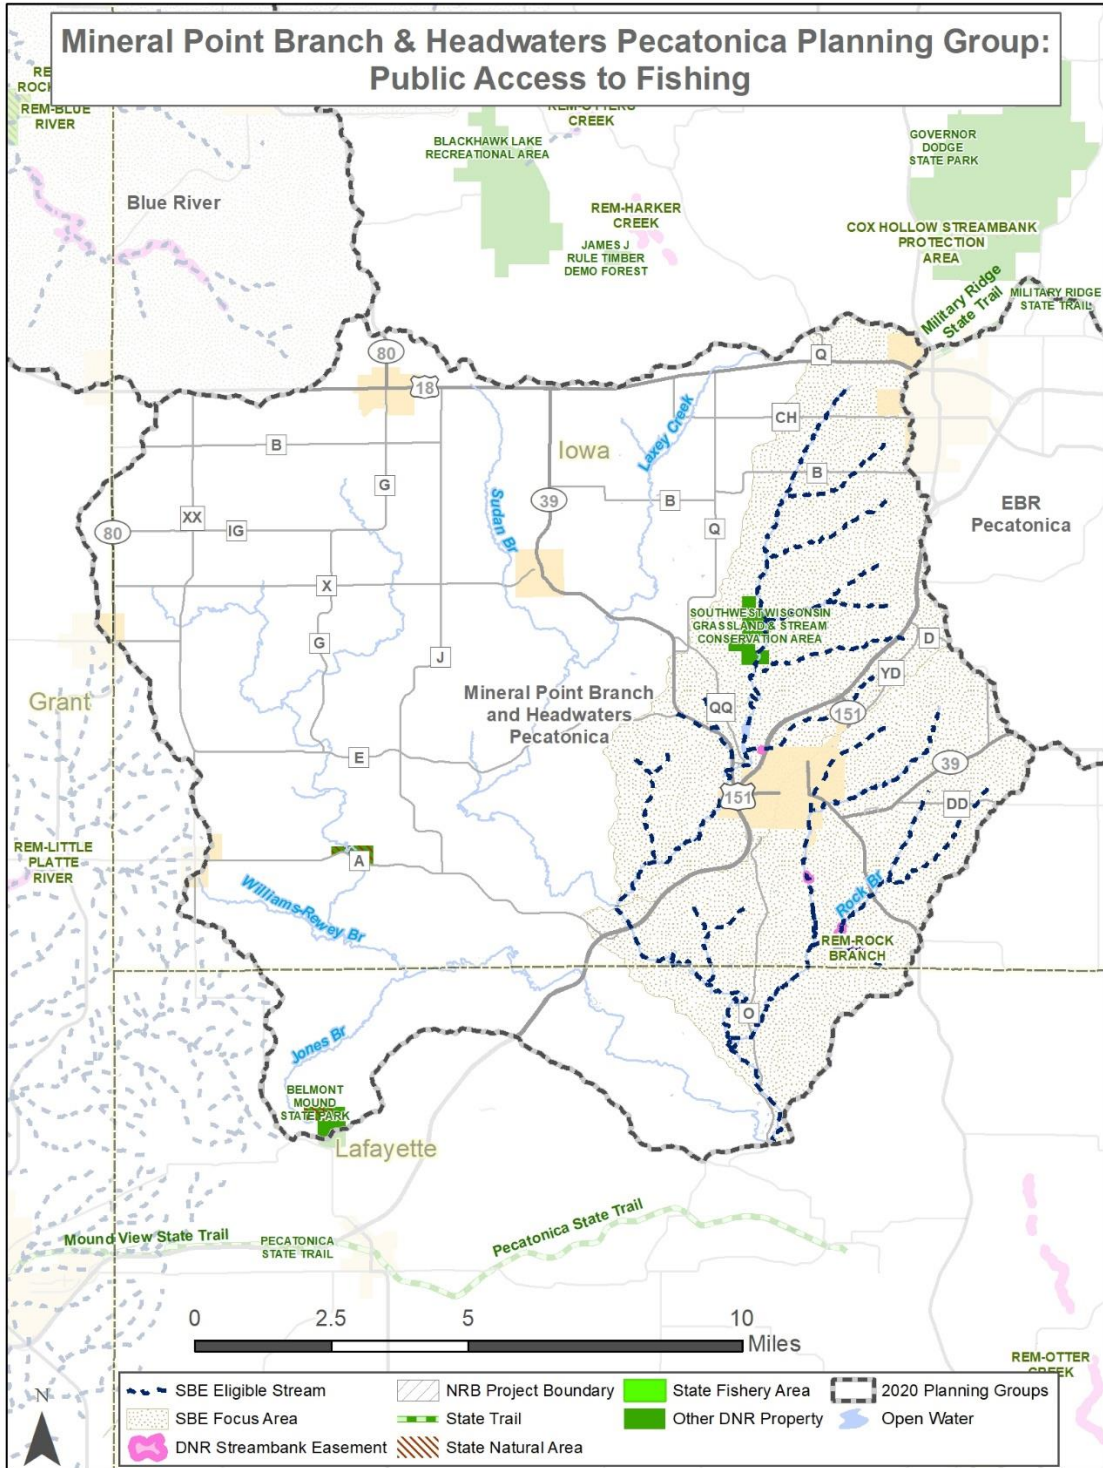 Mineral Point Branch & Headwaters Pecatonica Planning Group:
Public Access to Fishing
REM-BLUE
RIVER
CREEK
BLACKHAWK LAKE
RECREATIONAL AREA
GOVERNOR
DODGE
STATE PARK
Blue River
REM-HARKER
CREEK
COX HOLLOW STREAMBANK
PROTECTION
AREA
JAMES J
RULE TIMBER
DEMO FOREST
Military Ridge
State Trail
MILITARY RIDGE
STATE TRAIL
80
Q
18
CH
Laxey Creek
Iowa
B
B
G
Sudan Br
39
B
EBR
Pecatonica
XX
IG
80
Q
X
SOUTHWEST WISCONSIN
GRASSLAND & STREAM
CONSERVATION AREA
G
J
D
YD
Grant
Mineral Point Branch
and Headwaters
Pecatonica
QQ
151
E
39
151
DD
REM-LITTLE
PLATTE
RIVER
A
Williams-Rewey Br
Rock Br
REM-ROCK
BRANCH
O
Jones Br
BELMONT
MOUND
STATE PARK
Lafayette
Mound View State Trail
PECATONICA
STATE TRAIL
Pecatonica State Trail
0
2.5
5
10
Miles
REM-OTTER
CREEK
N
SBE Eligible Stream
SBE Focus Area
DNR Streambank Easement
NRB Project Boundary
State Trail
State Natural Area
State Fishery Area
Other DNR Property
2020 Planning Groups
Open Water